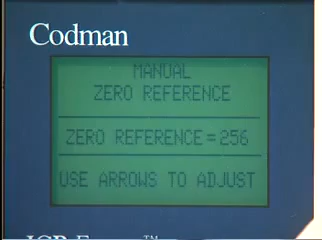 Codman
MANUAL
ZERO REFERENCE
ZERO REFERENCE=256
USE ARROWS TO ADJUST